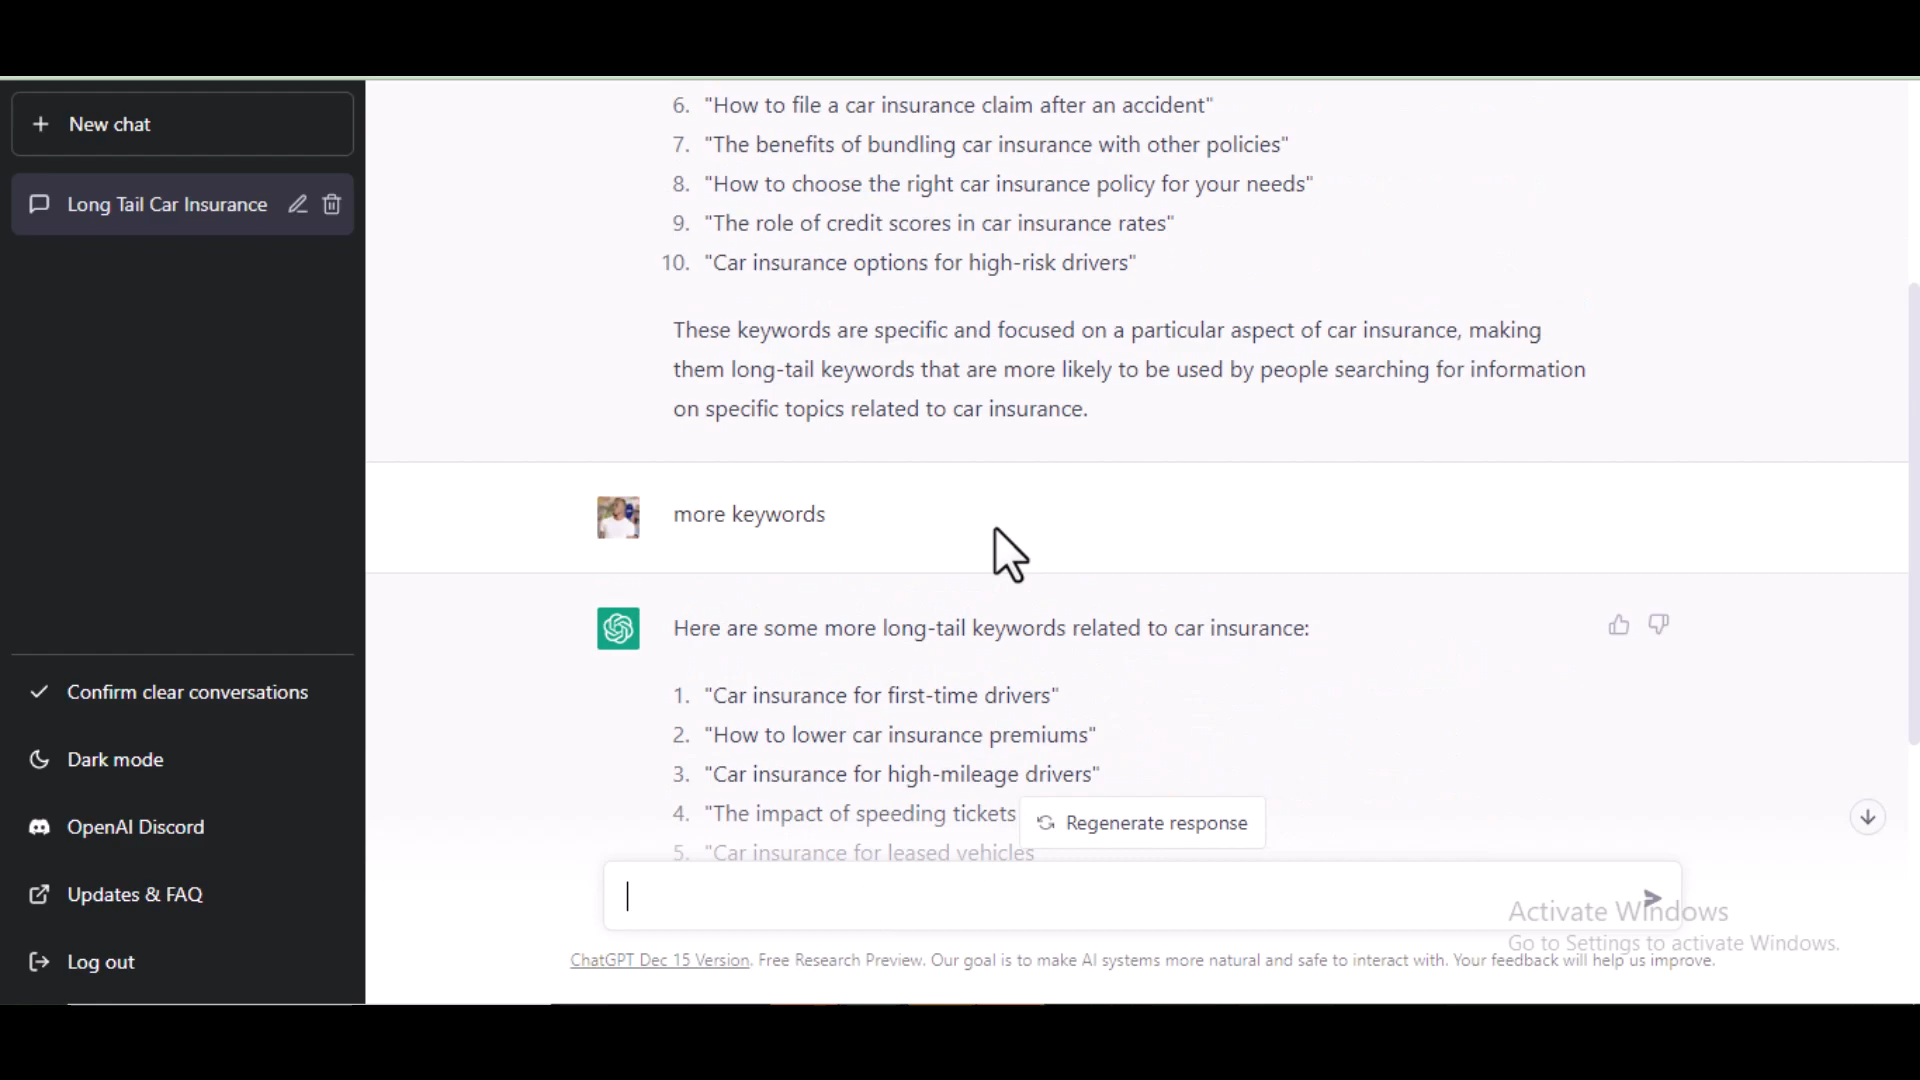 New chat
Long Tail Car Insurance
Confirm clear conversations
Dark mode
OpenAI Discord
Updates & FAQ
Log out
6. "How to file a car insurance claim after an accident"
7. "The benefits of bundling car insurance with other policies"
8. "How to choose the right car insurance policy for your needs"
9. "The role of credit scores in car insurance rates"
10. "Car insurance options for high-risk drivers"
These keywords are specific and focused on a particular aspect of car insurance, making
them long-tail keywords that are more likely to be used by people searching for information
on specific topics related to car insurance.
more keywords
Here are some more long-tail keywords related to car insurance:
1. "Car insurance for first-time drivers"
2. "How to lower car insurance premiums"
3. "Car insurance for high-mileage drivers"
4. "The impact of speeding tickets
Regenerate response
5. "Car insurance for leased vehicles
Activate Windows
Go to Settings to activate Windows.
ChatGPT Dec 15 Version. Free Research Preview. Our goal is to make AI systems more natural and safe to interact with. Your feedback will help us improve.